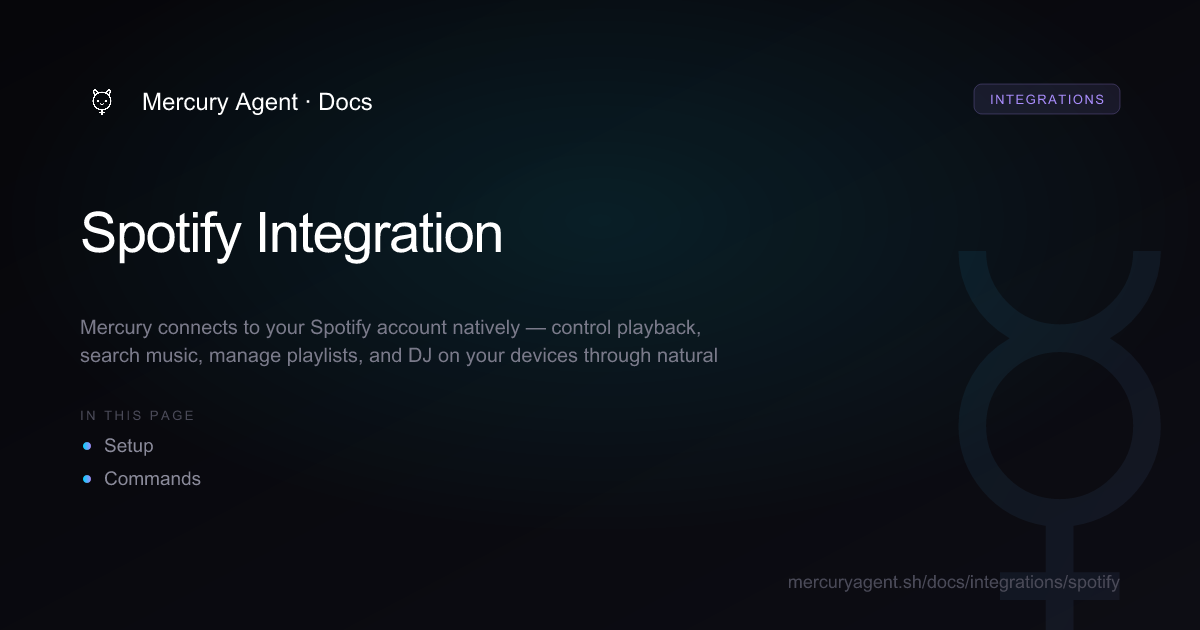 Mercury Agent · Docs
INTEGRATIONS
Spotify Integration
Mercury connects to your Spotify account natively — control playback,
search music, manage playlists, and DJ on your devices through natural
IN THIS PAGE
Setup
Commands
mercuryagent.sh/docs/integrations/spotify